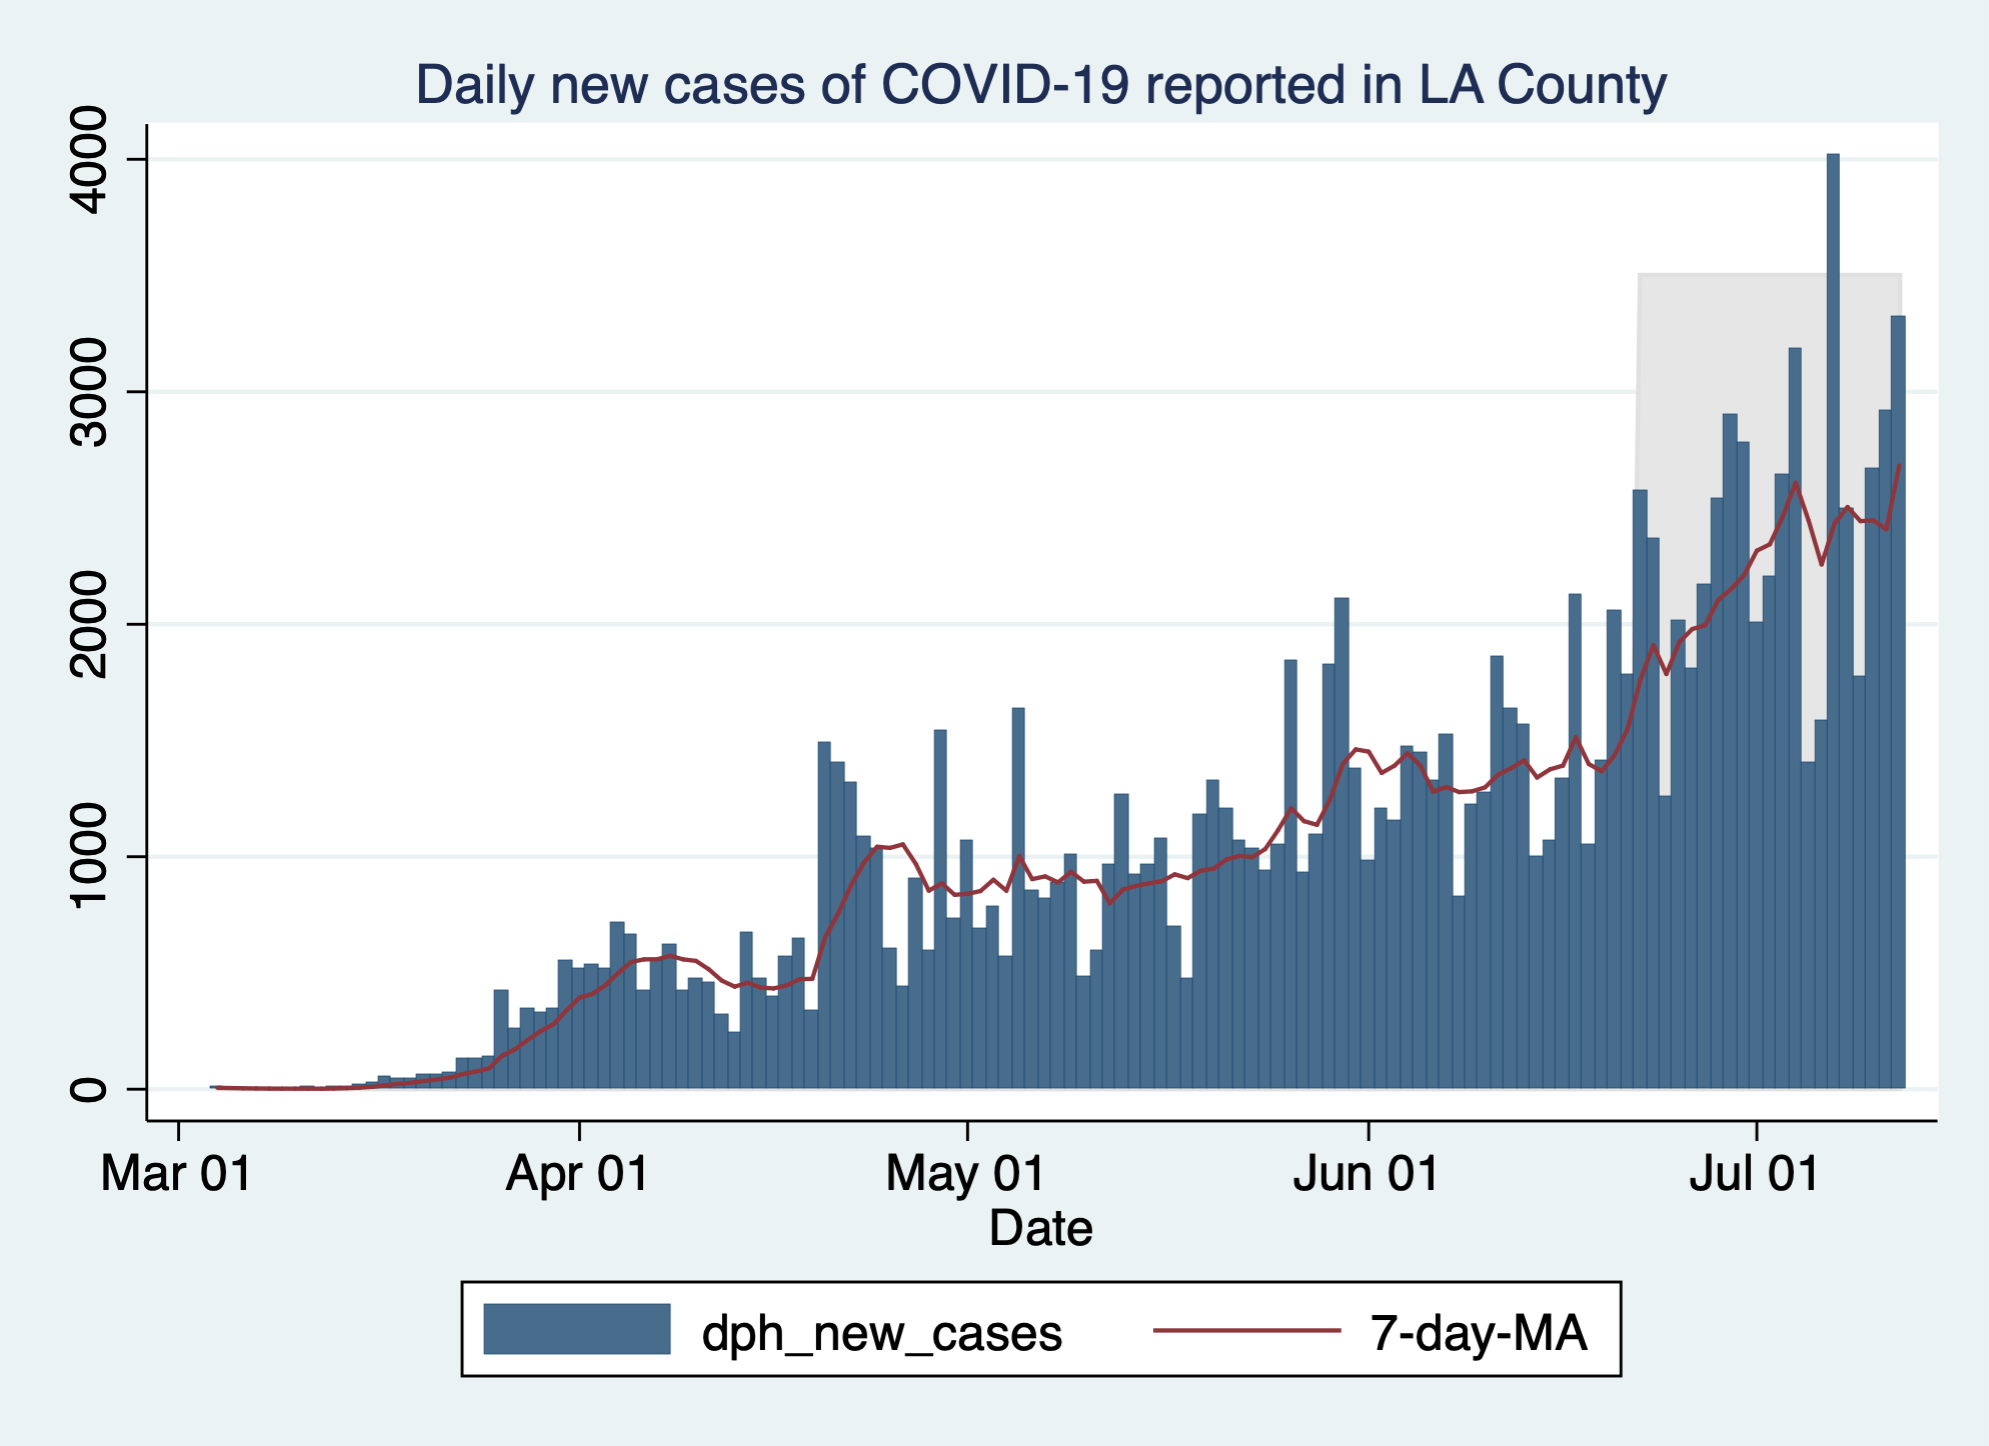 Daily new cases of COVID-19 reported in LA County
4000
3000
2000
1000
0
Mar 01
Apr 01
May 01
Jun 01
Jul 01
Date
dph_new_cases
7-day-MA